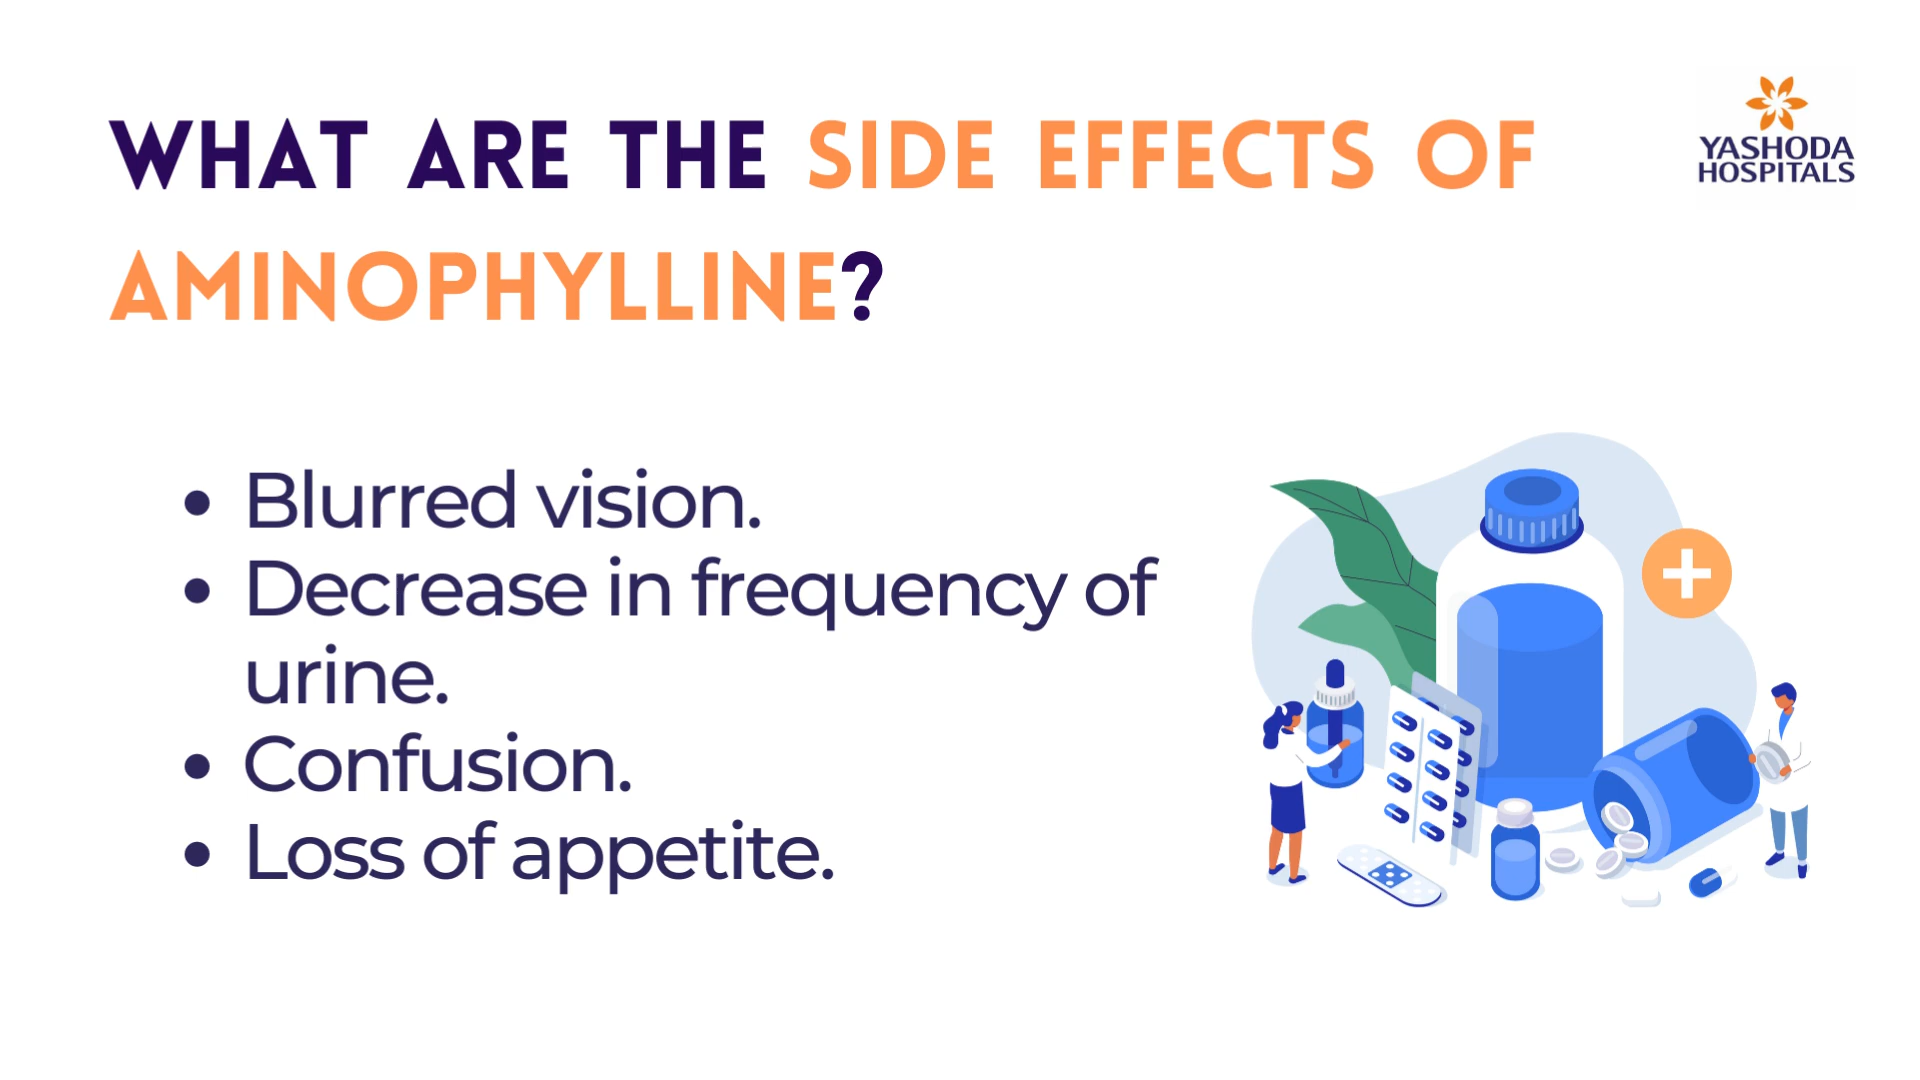 WHAT ARE THE SIDE EFFECTS OF
AMINOPHYLLINE?
YASHODA
HOSPITALS
• Blurred vision.
• Decrease in frequency of
urine.
• Confusion.
• Loss of appetite.